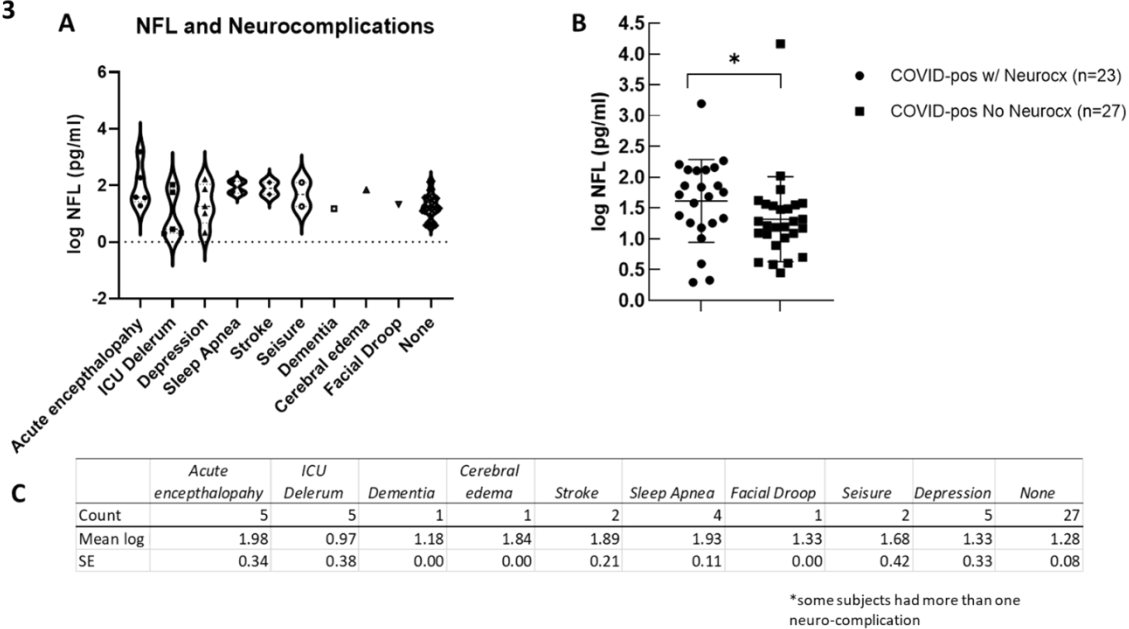 3
A
NFL and Neurocomplications
log NFL (pg/ml)
6
4
2
0
-2
Acute encepthalopahy
ICU Delerum
Depression
Sleep Apnea
Stroke
Seisure
Dementia
Cerebral edema
Facial Droop
None
B
log NFL (pg/ml)
4.5
4.0
3.5
3.0
2.5
2.0
1.5
1.0
0.5
0.0
*
COVID-pos w/ Neurocx (n=23)
COVID-pos No Neurocx (n=27)
C
Acute encepthalopahy ICU Delerum Dementia Cerebral edema Stroke Sleep Apnea Facial Droop Seisure Depression None
Count 5 5 1 1 2 4 1 2 5 27
Mean log 1.98 0.97 1.18 1.84 1.89 1.93 1.33 1.68 1.33 1.28
SE 0.34 0.38 0.00 0.00 0.21 0.11 0.00 0.42 0.33 0.08
*some subjects had more than one
neuro-complication